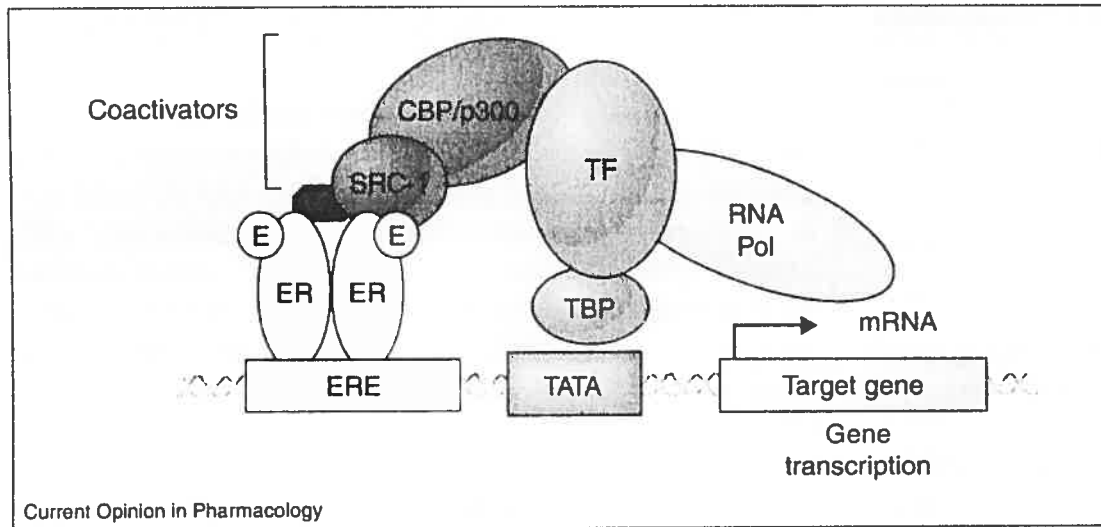 Coactivators
CBP/p300
SRC-1
TF
RNA
Pol
E
E
ER
ER
TBP
mRNA
ERE
TATA
Target gene
Gene
transcription
Current Opinion in Pharmacology